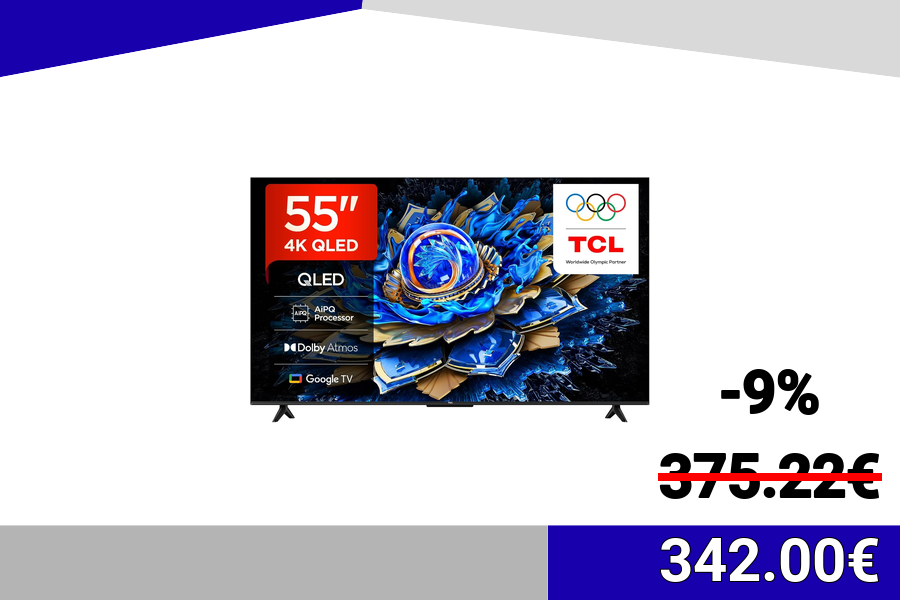 55"
4K QLED
QLED
AiPQ
AiPQ
Processor
Dolby Atmos
Google TV
TCL
Worldwide Olympic Partner
-9%
375.22€
342.00€